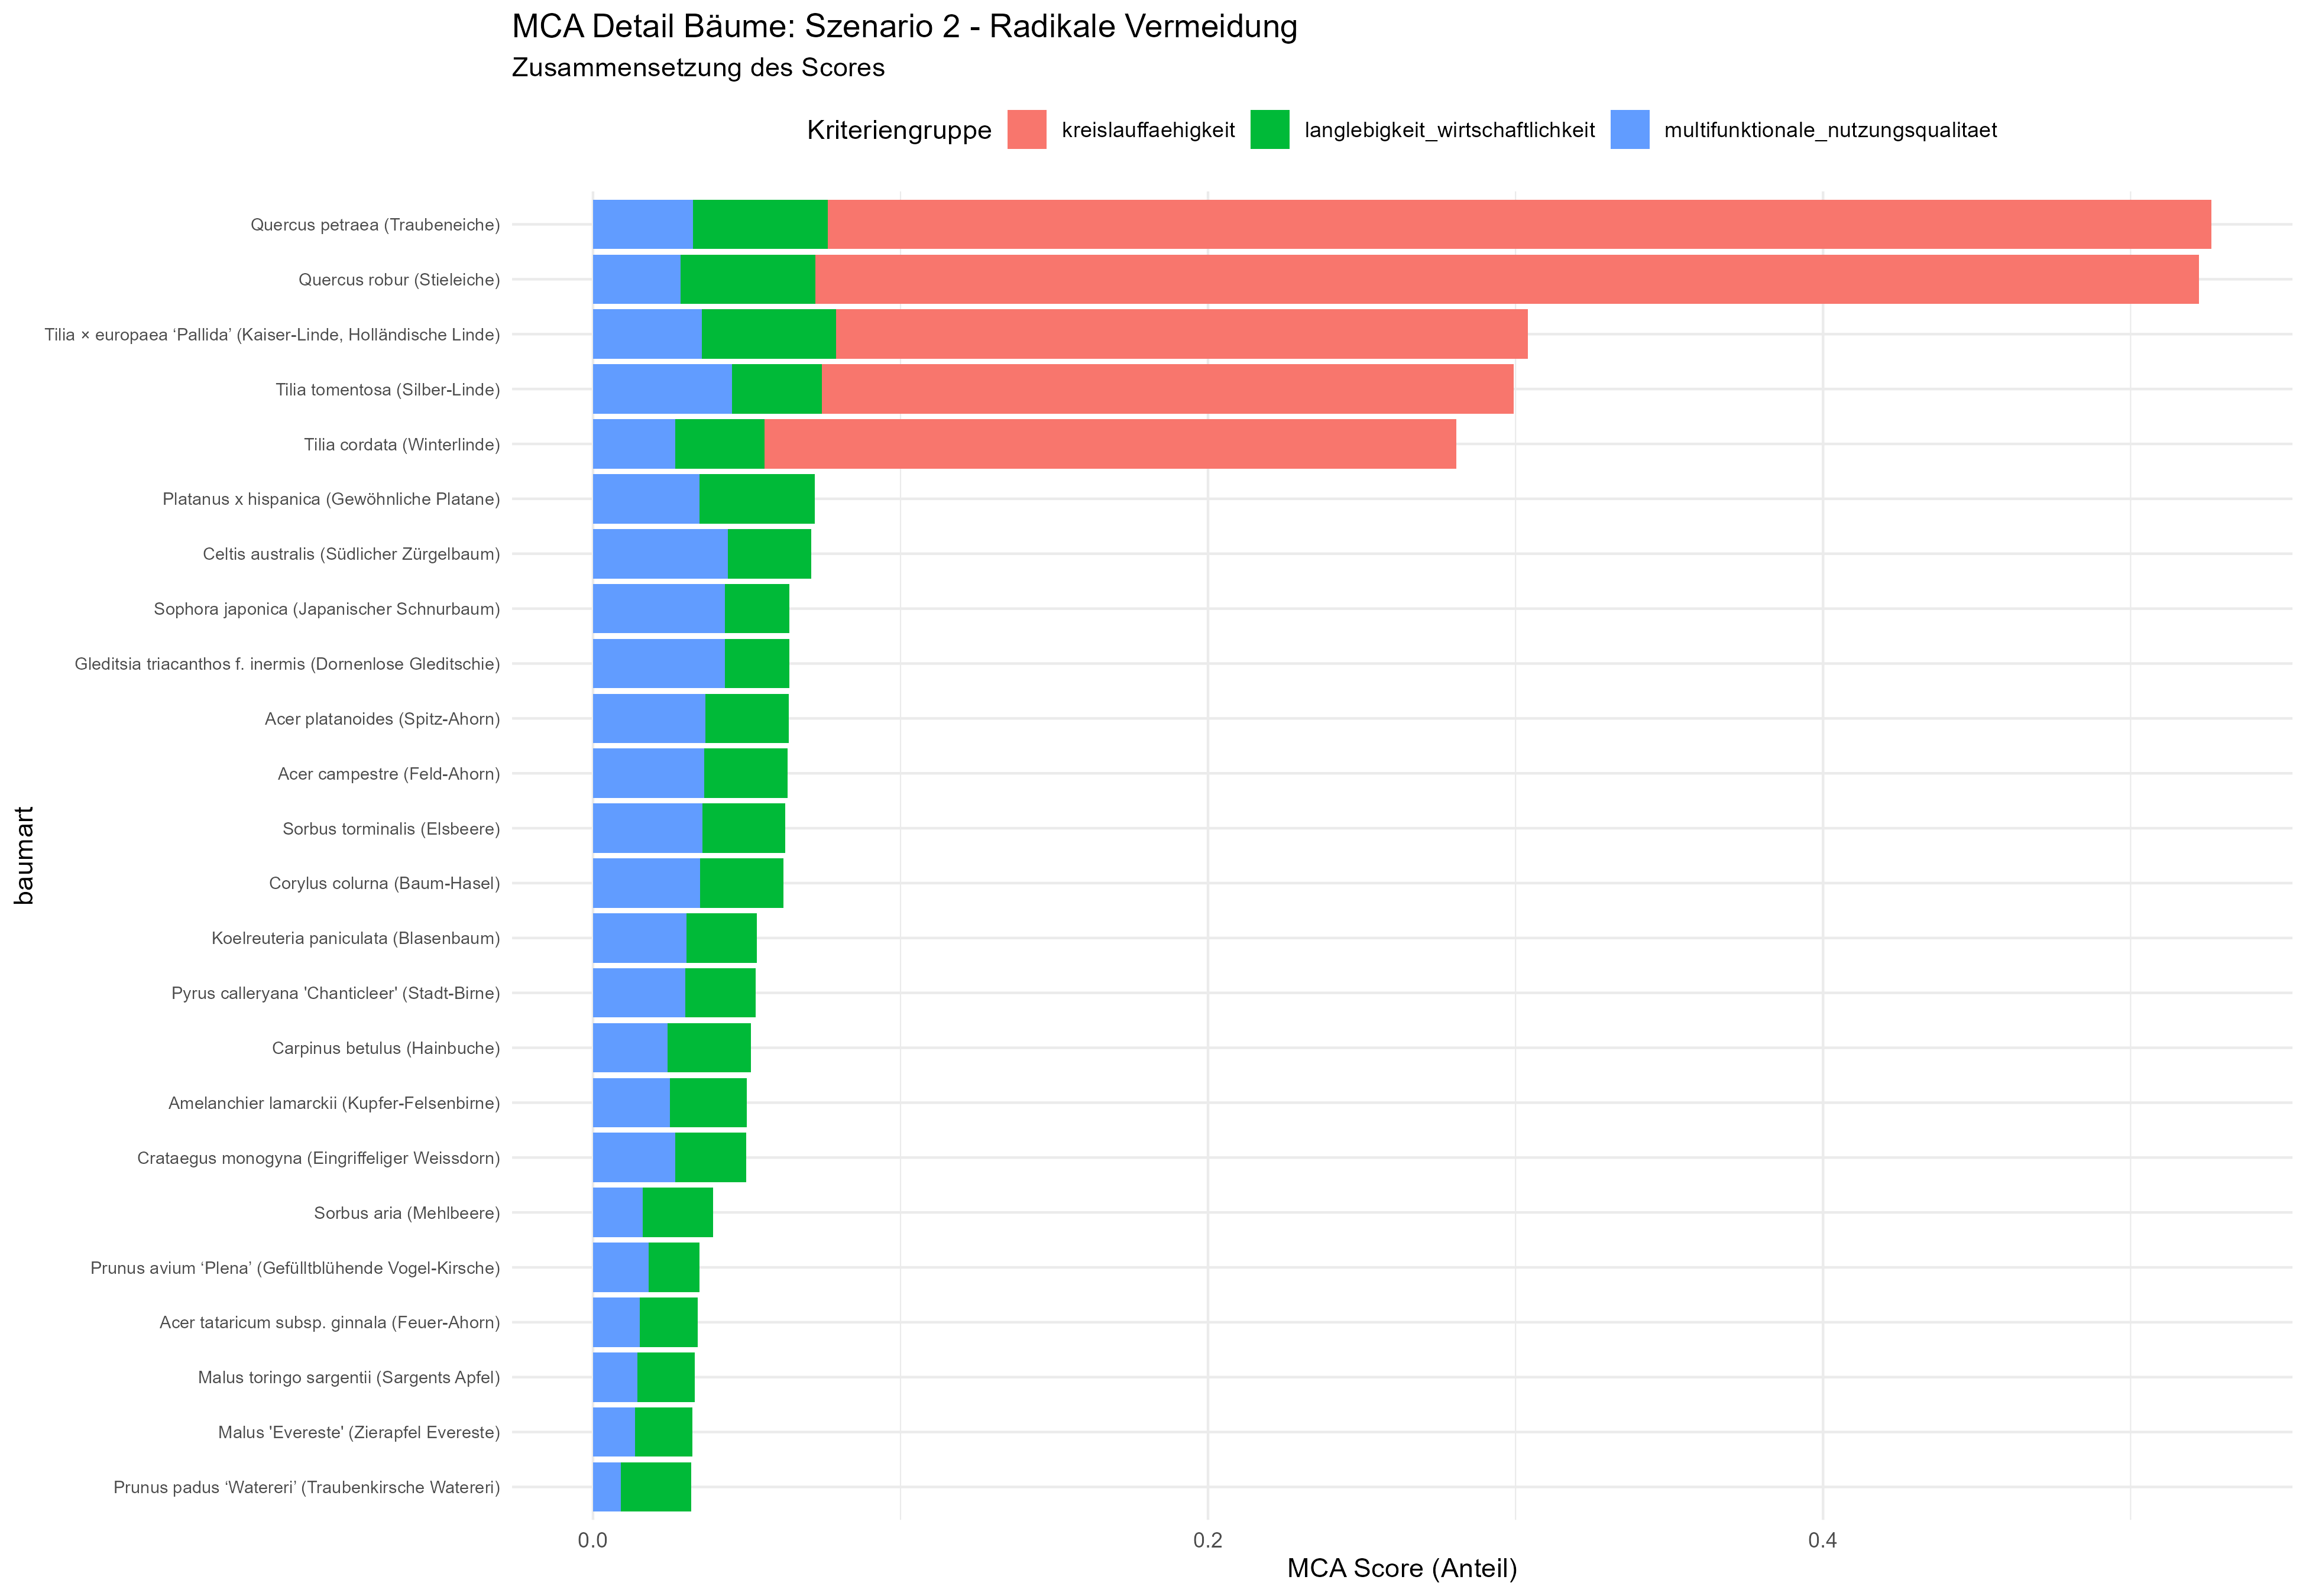 MCA Detail Bäume: Szenario 2 - Radikale Vermeidung
Zusammensetzung des Scores
Kriteriengruppe kreislauffaehigkeit langlebigkeit_wirtschaftlichkeit multifunktionale_nutzungsqualitaet
Quercus petraea (Traubeneiche)
Quercus robur (Stieleiche)
Tilia × europaea ‘Pallida’ (Kaiser-Linde, Holländische Linde)
Tilia tomentosa (Silber-Linde)
Tilia cordata (Winterlinde)
Platanus x hispanica (Gewöhnliche Platane)
Celtis australis (Südlicher Zürgelbaum)
Sophora japonica (Japanischer Schnurbaum)
Gleditsia triacanthos f. inermis (Dornenlose Gleditschie)
Acer platanoides (Spitz-Ahorn)
Acer campestre (Feld-Ahorn)
Sorbus torminalis (Elsbeere)
Corylus colurna (Baum-Hasel)
Koelreuteria paniculata (Blasenbaum)
Pyrus calleryana 'Chanticleer' (Stadt-Birne)
Carpinus betulus (Hainbuche)
Amelanchier lamarckii (Kupfer-Felsenbirne)
Crataegus monogyna (Eingriffeliger Weissdorn)
Sorbus aria (Mehlbeere)
Prunus avium ‘Plena’ (Gefülltblühende Vogel-Kirsche)
Acer tataricum subsp. ginnala (Feuer-Ahorn)
Malus toringo sargentii (Sargents Apfel)
Malus 'Evereste' (Zierapfel Evereste)
Prunus padus ‘Watereri’ (Traubenkirsche Watereri)
baumart
0.0 0.2 0.4
MCA Score (Anteil)